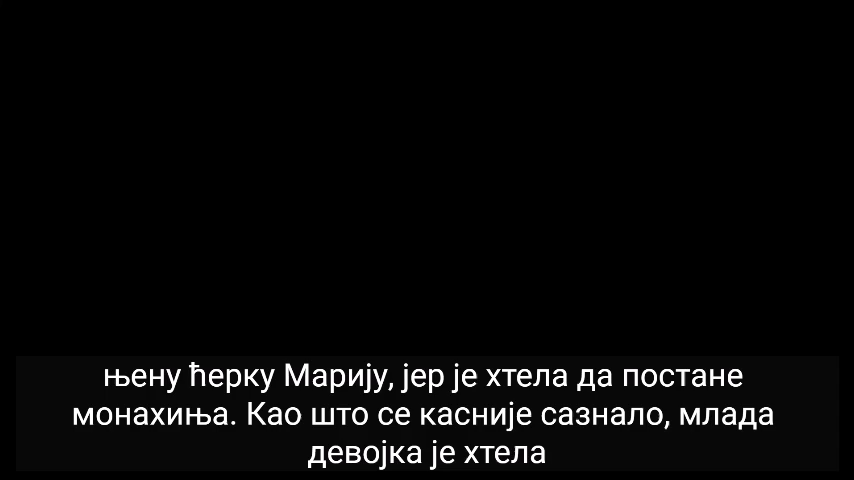 њену ћерку Марију, јер је хтела да постане
монахиња. Као што се касније сазнало, млада
девојка је хтела